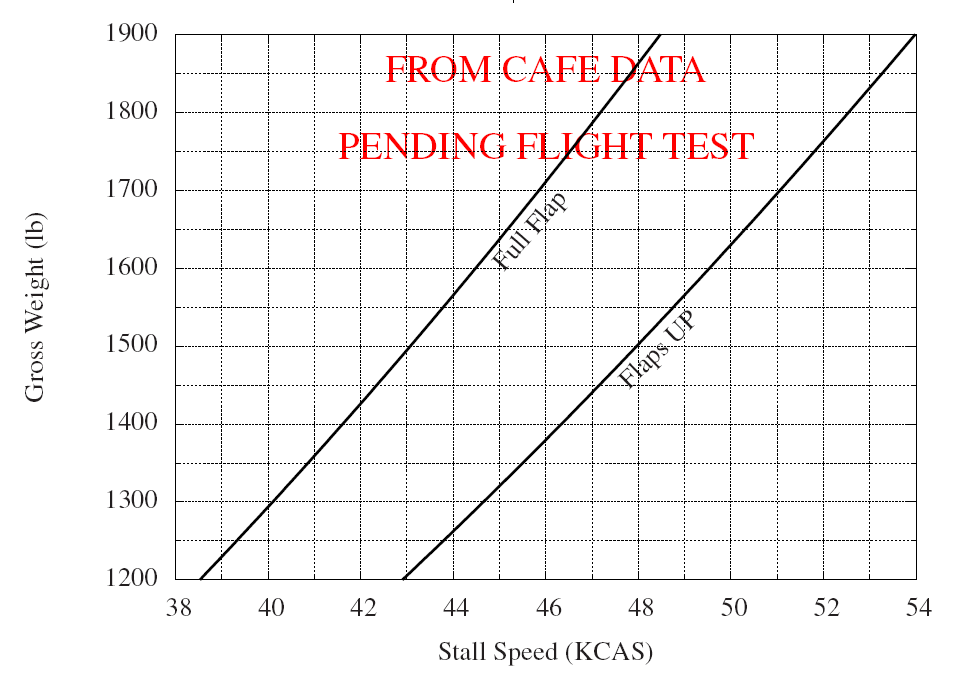 1900
FROM CAFE DATA
1800
PENDING FLIGHT TEST
1700
Full Flap
Gross Weight (lb)
1600
Flaps UP
1500
1400
1300
1200
38 40 42 44 46 48 50 52 54
Stall Speed (KCAS)